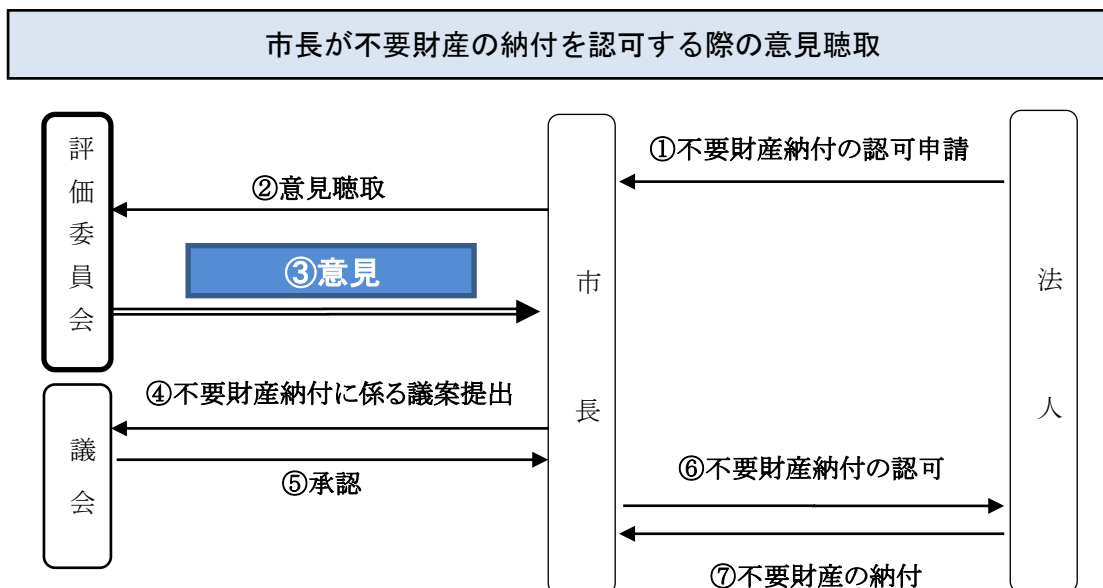 市長が不要財産の納付を認可する際の意見聴取
評価委員会
市長
法人
①不要財産納付の認可申請
②意見聴取
③意見
④不要財産納付に係る議案提出
議会
⑤承認
⑥不要財産納付の認可
⑦不要財産の納付